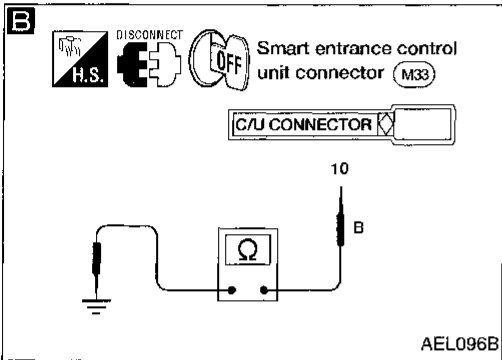 B
DISCONNECT
H.S.
OFF
Smart entrance control
unit connector M33
C/U CONNECTOR
10
B
Ω
AEL096B